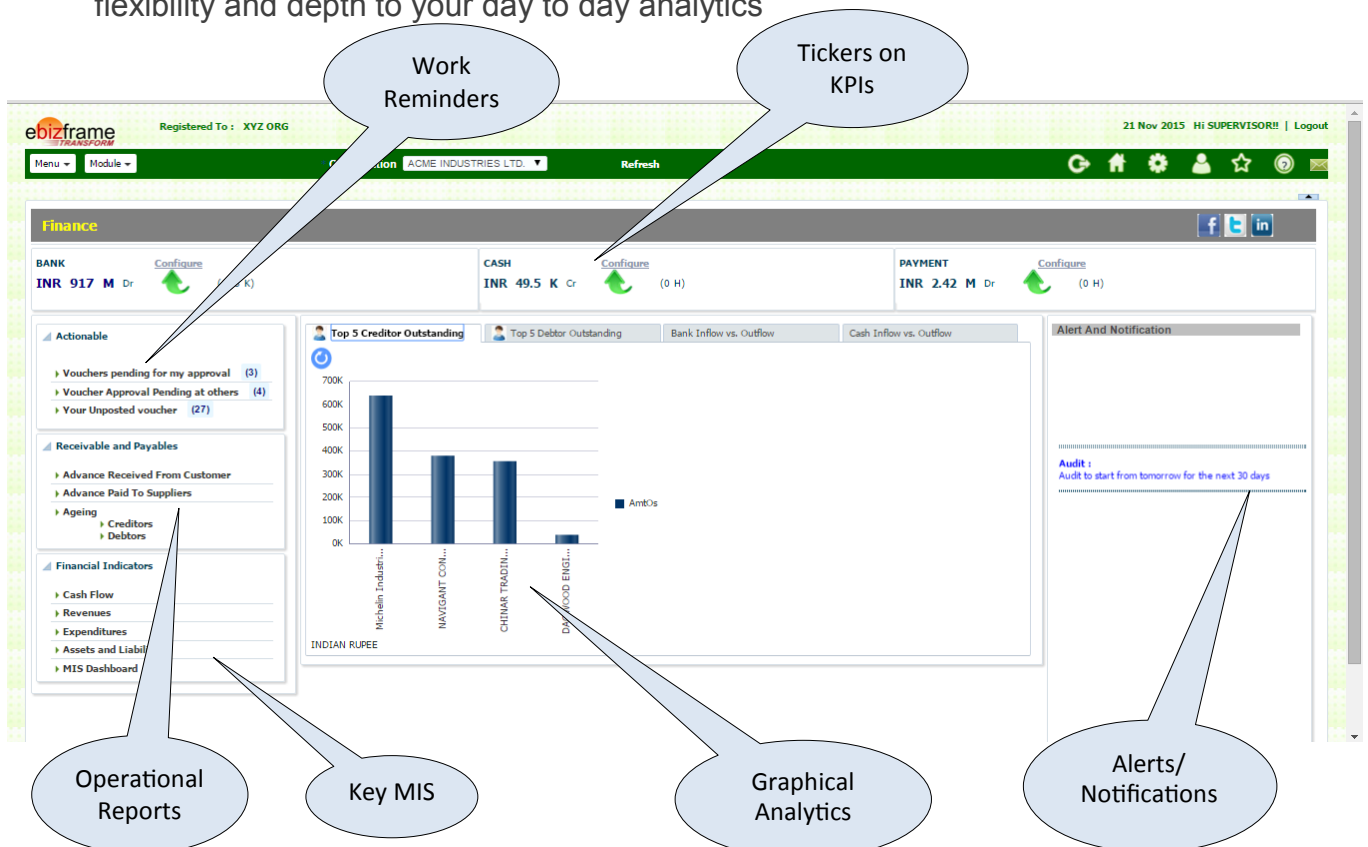 flexibility and depth to your day to day analytics
Work
Reminders
Tickers on
KPIs
ebizframe
TRANSFORM
Registered To : XYZ ORG
21 Nov 2015 Hi SUPERVISOR!! | Logout
Menu Module
ACME INDUSTRIES LTD.
Refresh
Finance
BANK Configure
INR 917 M Dr
K)
CASH Configure
INR 49.5 K Cr (0 H)
PAYMENT Configure
INR 2.42 M Dr (0 H)
Actionable
Vouchers pending for my approval (3)
Voucher Approval Pending at others (4)
Your Unposted voucher (27)
Receivable and Payables
Advance Received From Customer
Advance Paid To Suppliers
Ageing
Creditors
Debtors
Financial Indicators
Cash Flow
Revenues
Expenditures
Assets and Liabil
MIS Dashboard
Top 5 Creditor Outstanding Top 5 Debtor Outstanding Bank Inflow vs. Outflow Cash Inflow vs. Outflow
700K
600K
500K
400K
300K
200K
100K
0K
AmtOs
Michelin Industri...
NAVIGANT CON...
CHINAR TRADIN...
ENGI...
INDIAN RUPEE
Alert And Notification
Audit :
Audit to start from tomorrow for the next 30 days
Operational
Reports
Key MIS
Graphical
Analytics
Alerts/
Notifications